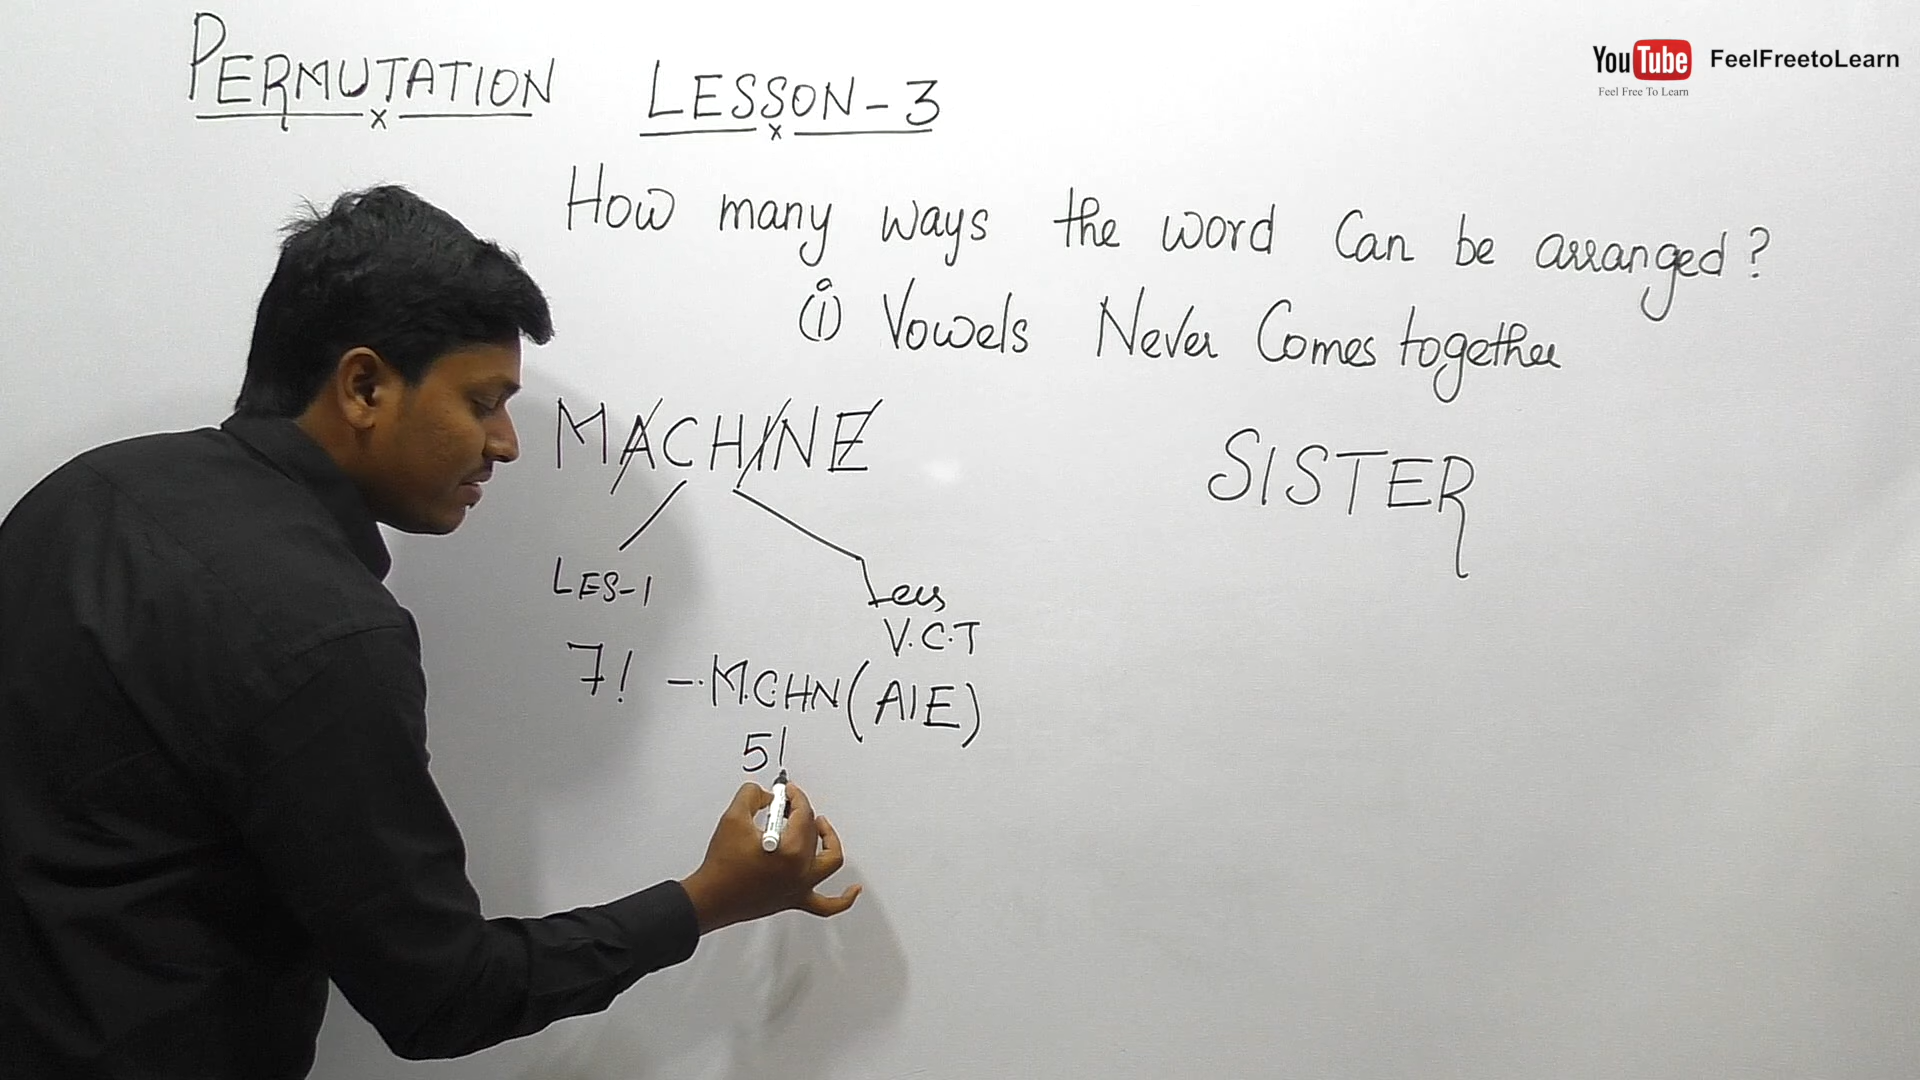 YouTube FeelFreetoLearn
Feel Free To Learn
PERMUTATION LESSON-3
How many ways the word Can be arranged?
(i) Vowels Never Comes together
MACHINE
SISTER
LES-1
Less
V.C.T
7! - MCHN(AIE)
5!